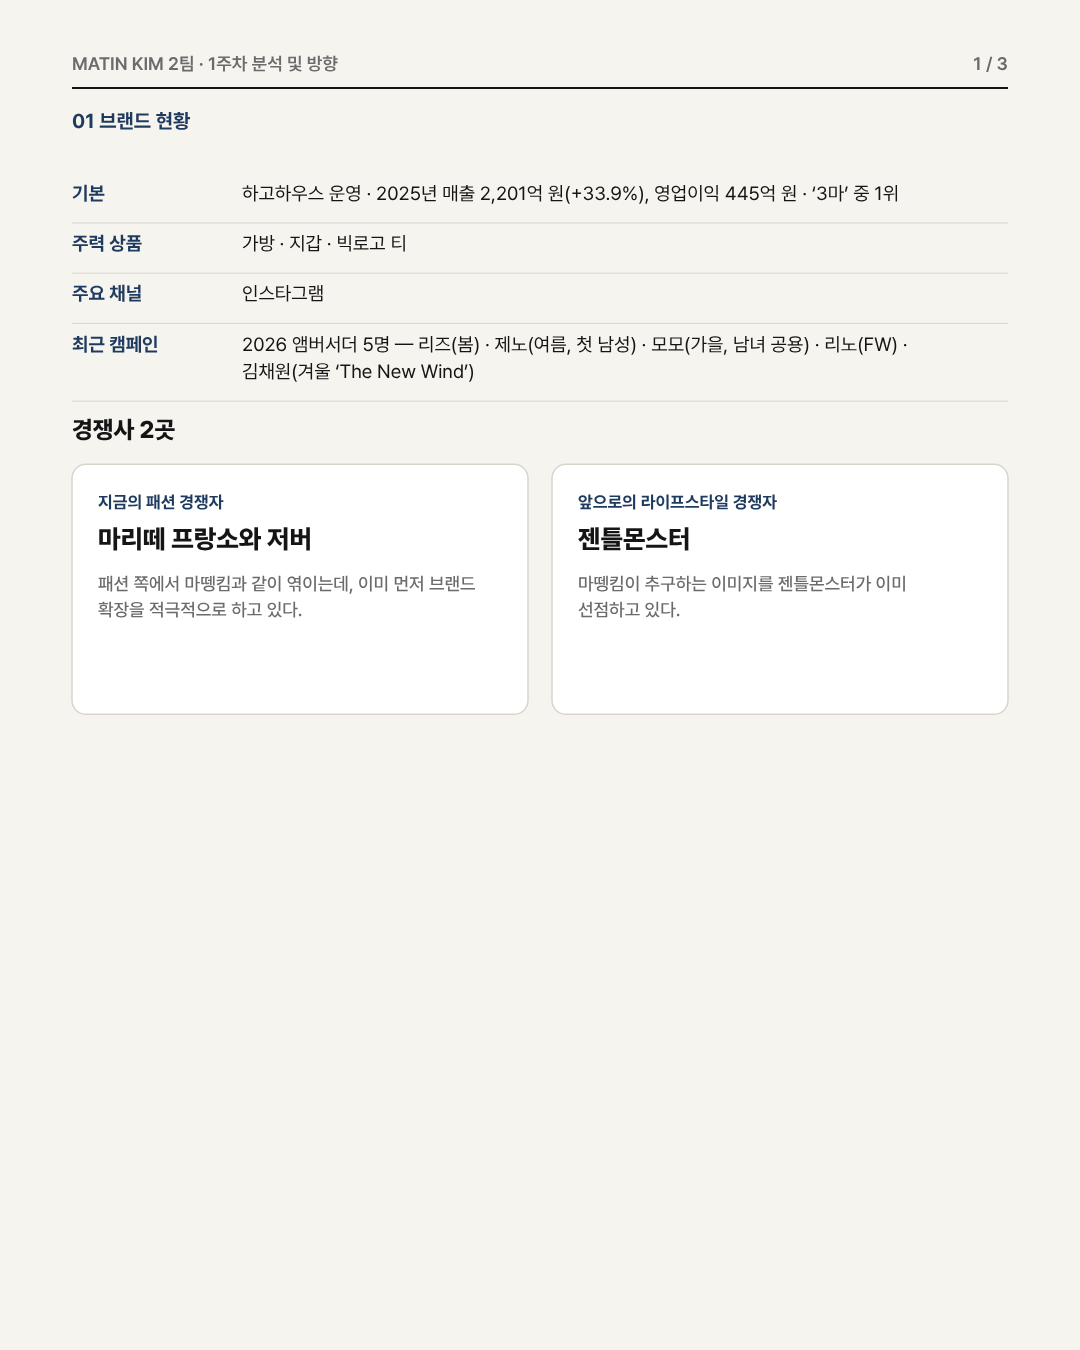 MATIN KIM 2팀 · 1주차 분석 및 방향
1 / 3
01 브랜드 현황
기본
하고하우스 운영 · 2025년 매출 2,201억 원(+33.9%), 영업이익 445억 원 · ‘3마’ 중 1위
주력 상품
가방 · 지갑 · 빅로고 티
주요 채널
인스타그램
최근 캠페인
2026 앰버서더 5명 — 리즈(봄) · 제노(여름, 첫 남성) · 모모(가을, 남녀 공용) · 리노(FW) ·
김채원(겨울 ‘The New Wind’)
경쟁사 2곳
지금의 패션 경쟁자
마리떼 프랑소와 저버
패션 쪽에서 마뗑킴과 같이 엮이는데, 이미 먼저 브랜드
확장을 적극적으로 하고 있다.
앞으로의 라이프스타일 경쟁자
젠틀몬스터
마뗑킴이 추구하는 이미지를 젠틀몬스터가 이미
선점하고 있다.